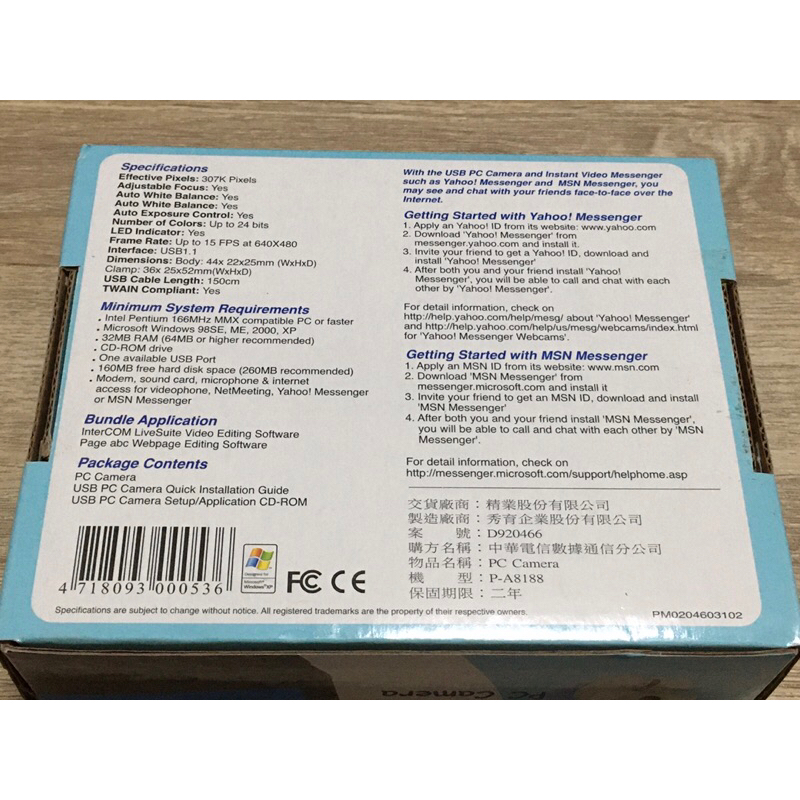 Specifications
Effective Pixels: 307K Pixels
Adjustable Focus: Yes
Auto White Balance: Yes
Auto White Balance: Yes
Auto Exposure Control: Yes
Number of Colors: Up to 24 bits
LED Indicator: Yes
Frame Rate: Up to 15 FPS at 640X480
Interface: USB1.1
Dimensions: Body: 44x 22x25mm (WxHxD)
Clamp: 36x 25x52mm(WxHxD)
USB Cable Length: 150cm
TWAIN Compliant: Yes
Minimum System Requirements
• Intel Pentium 166MHz MMX compatible PC or faster
• Microsoft Windows 98SE, ME, 2000, XP
• 32MB RAM (64MB or higher recommended)
• CD-ROM drive
• One available USB Port
• 160MB free hard disk space (260MB recommended)
• Modem, sound card, microphone & internet
access for videophone, NetMeeting, Yahoo! Messenger
or MSN Messenger
Bundle Application
InterCOM LiveSuite Video Editing Software
Page abc Webpage Editing Software
Package Contents
PC Camera
USB PC Camera Quick Installation Guide
USB PC Camera Setup/Application CD-ROM
4 718093 000536
Designed for
Microsoft
Windows XP
FC CE
Specifications are subject to change without notice. All registered trademarks are the property of their respective owners.
With the USB PC Camera and Instant Video Messenger
such as Yahoo! Messenger and MSN Messenger, you
may see and chat with your friends face-to-face over the
Internet.
Getting Started with Yahoo! Messenger
1. Apply an Yahoo! ID from its website: www.yahoo.com
2. Download 'Yahoo! Messenger' from
messenger.yahoo.com and install it.
3. Invite your friend to get a Yahoo! ID, download and
install 'Yahoo! Messenger'
4. After both you and your friend install 'Yahoo!
Messenger', you will be able to call and chat with each
other by 'Yahoo! Messenger'.
For detail information, check on
http://help.yahoo.com/help/mesg/ about 'Yahoo! Messenger'
and http://help.yahoo.com/help/us/mesg/webcams/index.html
for 'Yahoo! Messenger Webcams'.
Getting Started with MSN Messenger
1. Apply an MSN ID from its website: www.msn.com
2. Download 'MSN Messenger' from
messenger.microsoft.com and install it
3. Invite your friend to get an MSN ID, download and install
'MSN Messenger'
4. After both you and your friend install 'MSN Messenger',
you will be able to call and chat with each other by 'MSN
Messenger'.
For detail information, check on
http://messenger.microsoft.com/support/helphome.asp
交貨廠商：精業股份有限公司
製造廠商：秀育企業股份有限公司
案 號：D920466
購方名稱：中華電信數據通信分公司
物品名稱：PC Camera
機 型：P-A8188
保固期限：二年
PM0204603102
PC Camera